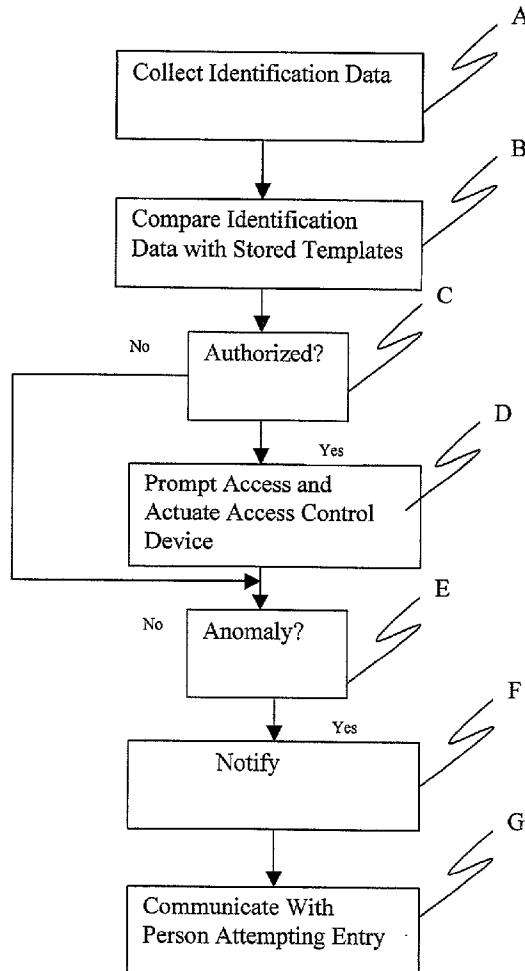 A
Collect Identification Data
B
Compare Identification
Data with Stored Templates
C
No
Authorized?
D
Yes
Prompt Access and
Actuate Access Control
Device
E
No
Anomaly?
F
Yes
Notify
G
Communicate With
Person Attempting Entry